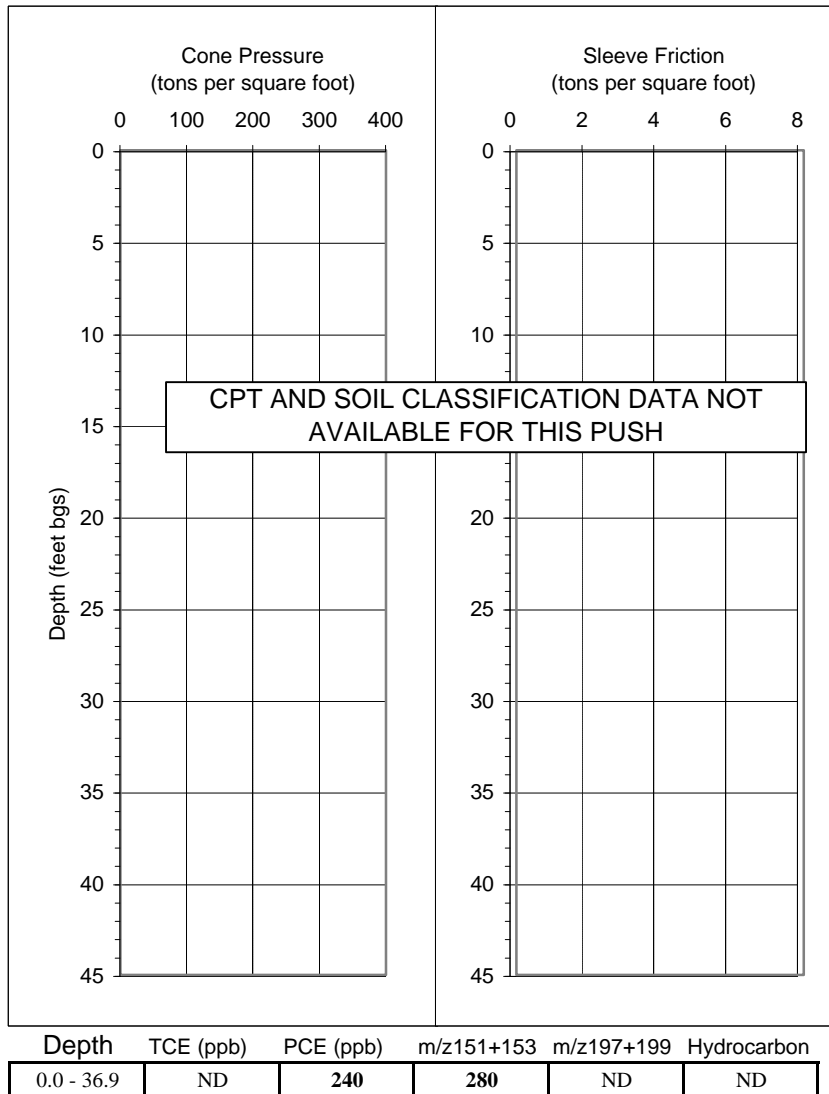 Cone Pressure
(tons per square foot)
0 100 200 300 400
Depth (feet bgs)
0
5
10
15
20
25
30
35
40
45
Sleeve Friction
(tons per square foot)
0 2 4 6 8
0
5
10
15
20
25
30
35
40
45
CPT AND SOIL CLASSIFICATION DATA NOT
AVAILABLE FOR THIS PUSH
Depth TCE (ppb) PCE (ppb) m/z151+153 m/z197+199 Hydrocarbon
0.0 - 36.9 ND 240 280 ND ND